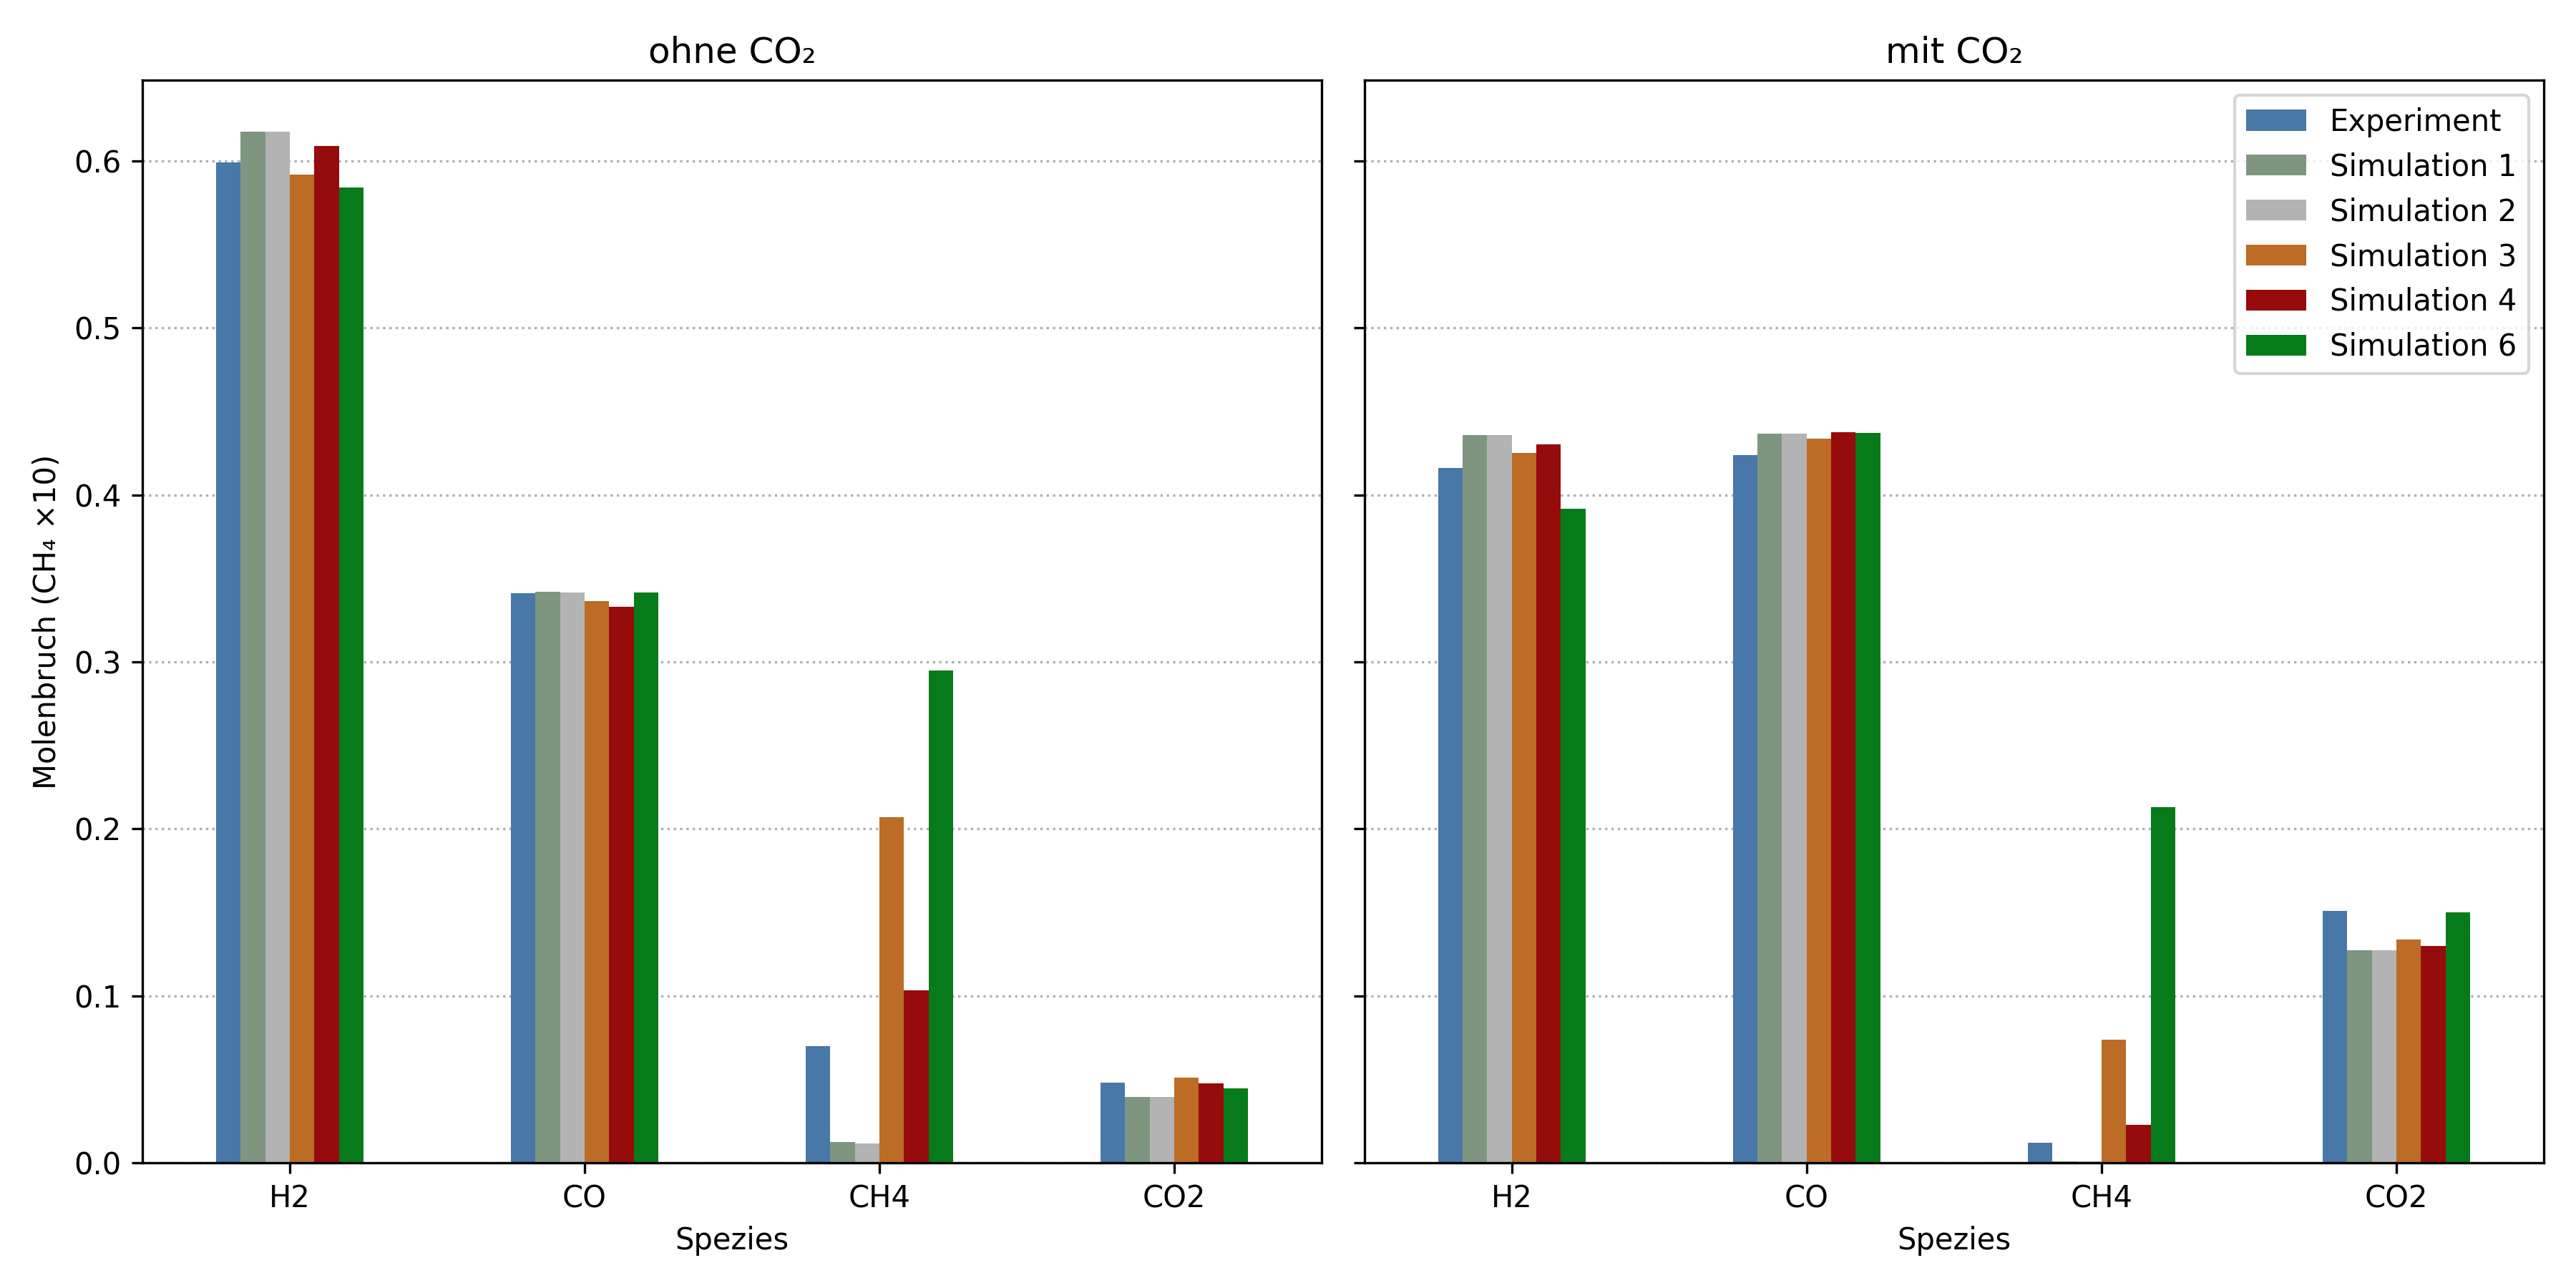 ohne CO₂
mit CO₂
Molenbruch (CH₄ ×10)
0.6
0.5
0.4
0.3
0.2
0.1
0.0
H2 CO CH4 CO2
Spezies
H2 CO CH4 CO2
Spezies
Experiment
Simulation 1
Simulation 2
Simulation 3
Simulation 4
Simulation 6